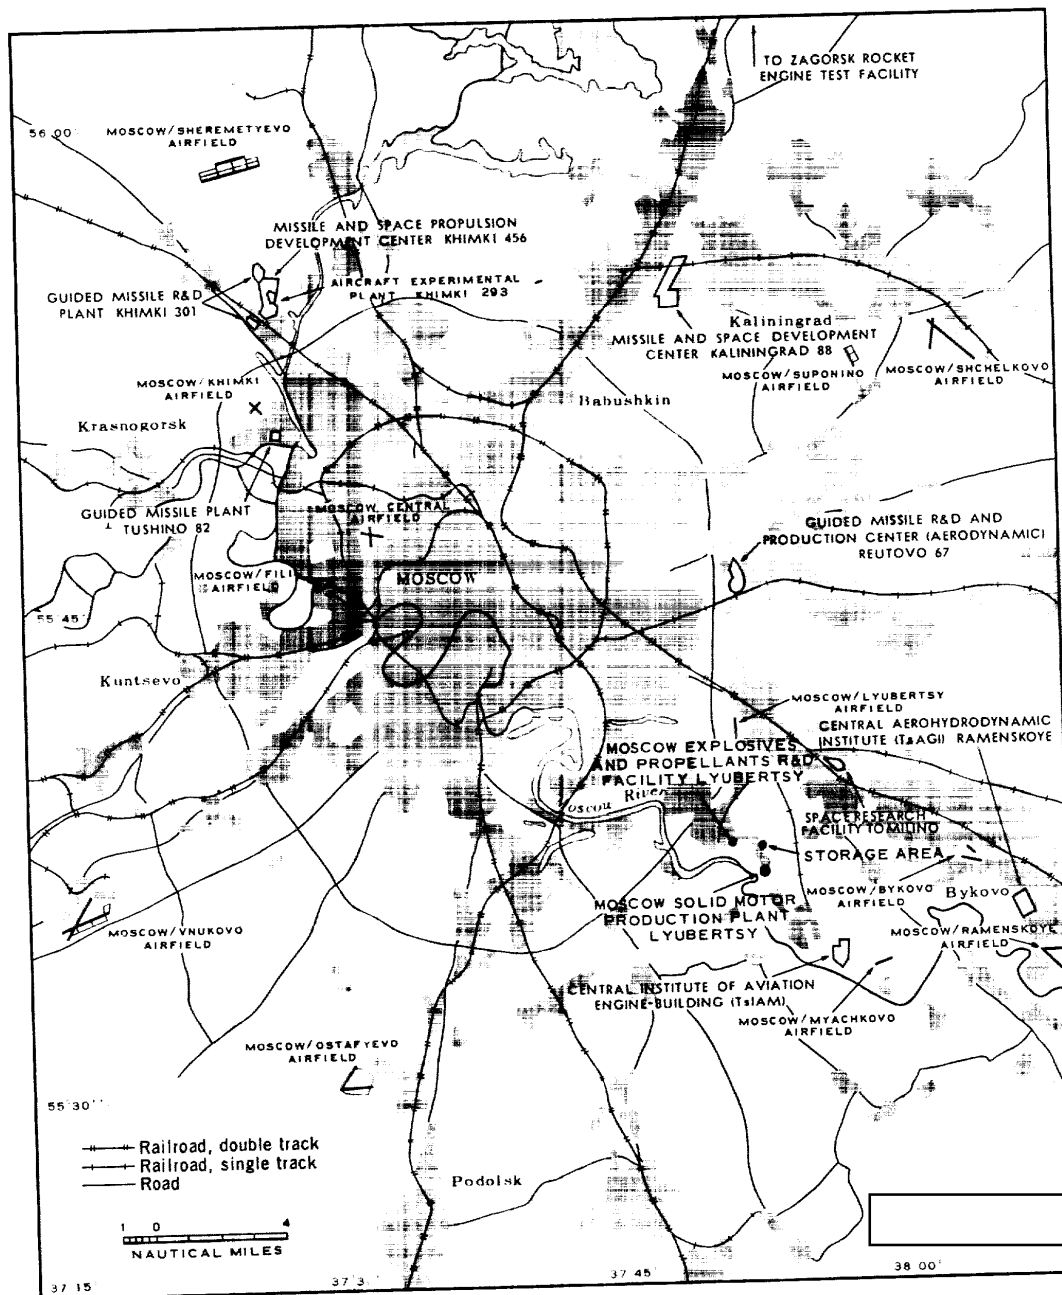 TO ZAGORSK ROCKET
ENGINE TEST FACILITY
56 00'
MOSCOW/SHEREMETYEVO
AIRFIELD
MISSILE AND SPACE PROPULSION
DEVELOPMENT CENTER KHIMKI 456
AIRCRAFT EXPERIMENTAL
PLANT KHIMKI 293
GUIDED MISSILE R&D
PLANT KHIMKI 301
Kaliningrad
MISSILE AND SPACE DEVELOPMENT
CENTER KALININGRAD 88
MOSCOW/SUPONINO
AIRFIELD
MOSCOW/SHCHELKOVO
AIRFIELD
MOSCOW/KHIMKI
AIRFIELD
Babushkin
Krasnogorsk
GUIDED MISSILE PLANT
TUSHINO 82
MOSCOW CENTRAL
AIRFIELD
GUIDED MISSILE R&D AND
PRODUCTION CENTER (AERODYNAMIC)
REUTOVO 67
MOSCOW/FILI
AIRFIELD
MOSCOW
55 45'
Kuntsevo
MOSCOW/LYUBERTSY
AIRFIELD
CENTRAL AEROHYDRODYNAMIC
INSTITUTE (TsAGI) RAMENSKOYE
MOSCOW EXPLOSIVES
AND PROPELLANTS R&D
FACILITY LYUBERTSY
Moscow River
SPACE RESEARCH
FACILITY TOMILINO
STORAGE AREA
MOSCOW/BYKOVO
AIRFIELD
Bykovo
MOSCOW SOLID MOTOR
PRODUCTION PLANT
LYUBERTSY
MOSCOW/RAMENSKOYE
AIRFIELD
MOSCOW/VNUKOVO
AIRFIELD
CENTRAL INSTITUTE OF AVIATION
ENGINE-BUILDING (TsIAM)
MOSCOW/MYACHKOVO
AIRFIELD
MOSCOW/OSTAFYEVO
AIRFIELD
55 30'
Railroad, double track
Railroad, single track
Road
Podolsk
1 0 4
NAUTICAL MILES
37 15
37 3
37 45
38 00'